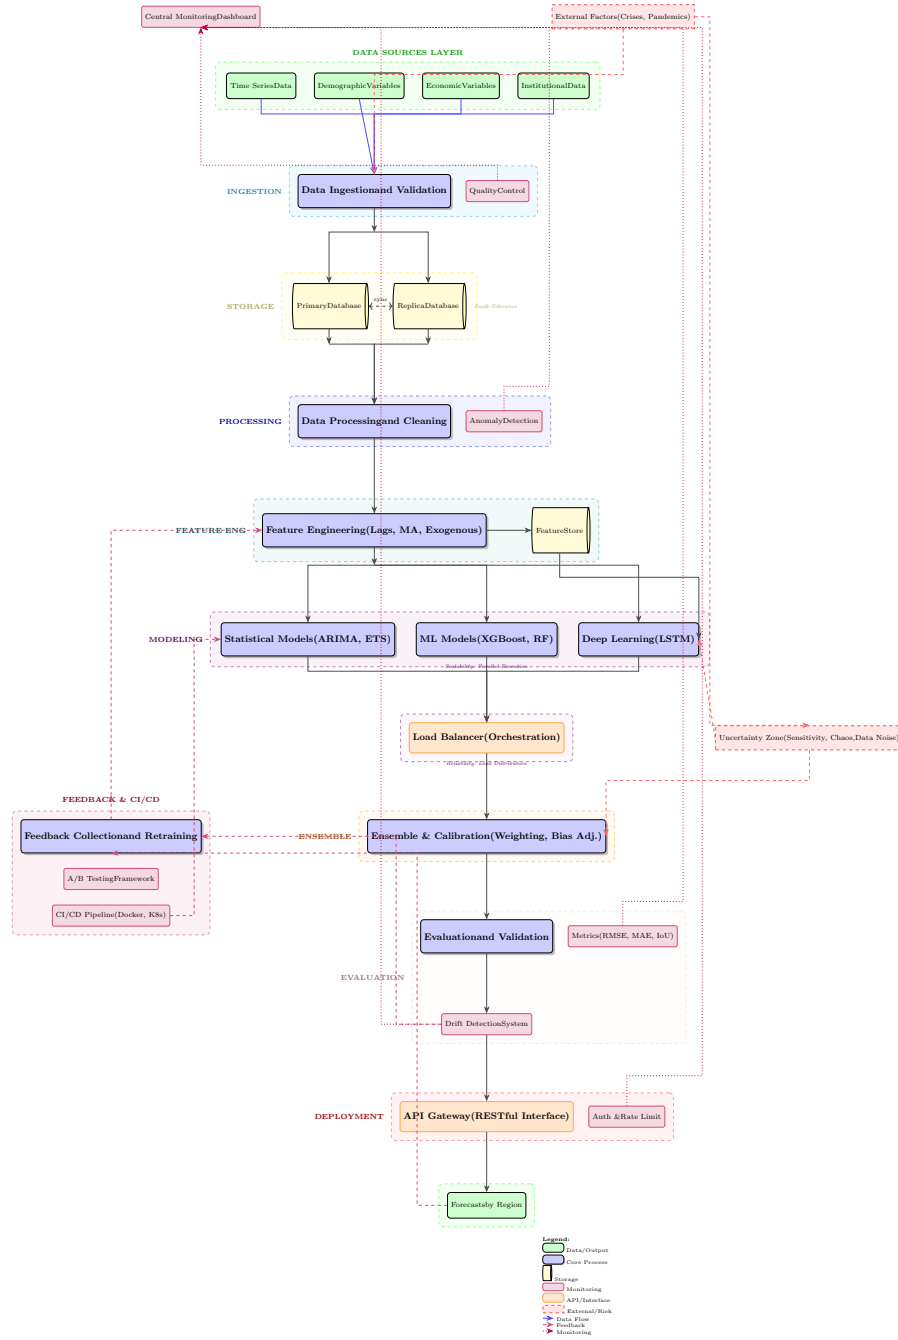 Central MonitoringDashboard
External Factors(Crises, Pandemics)
DATA SOURCES LAYER
Time SeriesData
DemographicVariables
EconomicVariables
InstitutionalData
INGESTION
Data Ingestionand Validation
QualityControl
STORAGE
PrimaryDatabase
sync
ReplicaDatabase
Fault Tolerance
PROCESSING
Data Processingand Cleaning
AnomalyDetection
FEATURE ENG
Feature Engineering(Lags, MA, Exogenous)
FeatureStore
MODELING
Statistical Models(ARIMA, ETS)
ML Models(XGBoost, RF)
Deep Learning(LSTM)
Scalability: Parallel Execution
Load Balancer(Orchestration)
Uncertainty Zone(Sensitivity, Chaos,Data Noise)
Load Distribution
FEEDBACK & CI/CD
Feedback Collectionand Retraining
ENSEMBLE
Ensemble & Calibration(Weighting, Bias Adj.)
A/B TestingFramework
CI/CD Pipeline(Docker, K8s)
Evaluationand Validation
Metrics(RMSE, MAE, IoU)
EVALUATION
Drift DetectionSystem
DEPLOYMENT
API Gateway(RESTful Interface)
Auth &Rate Limit
Forecastsby Region
Legend:
Data/Output
Core Process
Storage
Monitoring
API/Interface
External/Risk
Data Flow
Feedback
Monitoring